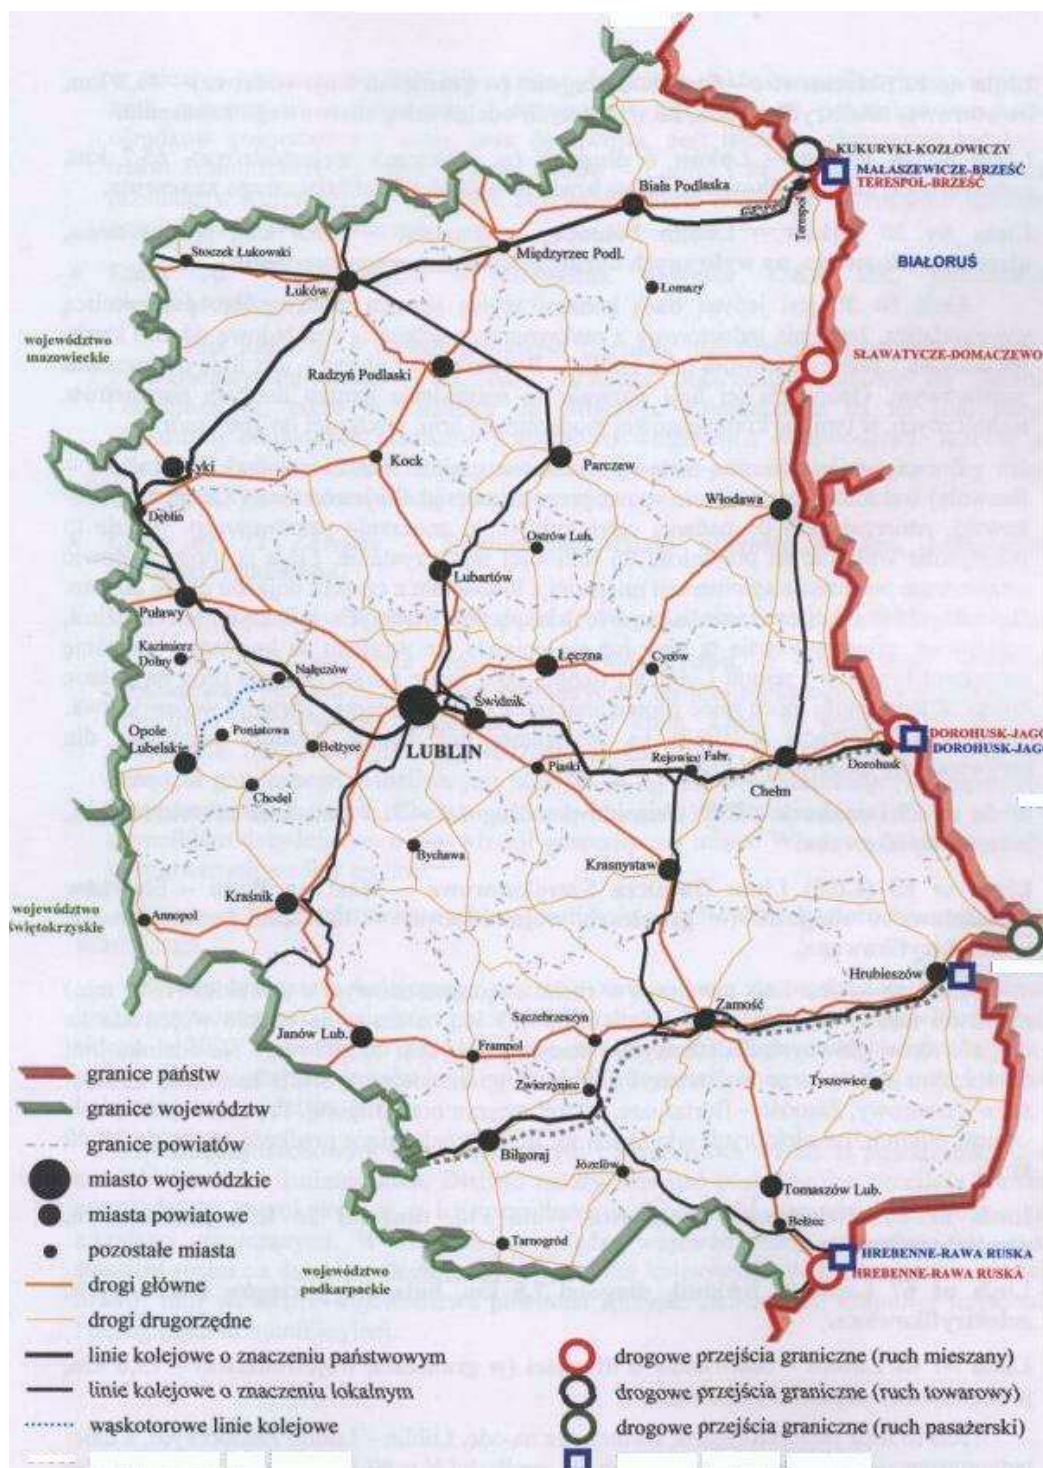 KUKURYKI-KOZŁOWICZY
MAŁASZEWICZE-BRZEŚĆ
TERESPOL-BRZEŚĆ
Biała Podlaska
Terespol
Stoczek Łukowski
Międzyrzec Podl.
BIAŁORUŚ
Łuków
Łomazy
województwo
mazowieckie
SŁAWATYCZE-DOMACZEWO
Radzyń Podlaski
Kock
Parczew
Włodawa
Dęblin
Ostrów Lub.
Lubartów
Puławy
Kazimierz
Dolny
Nałęczów
Łęczna
Cyców
Świdnik
Opole
Lubelskie
Poniatowa
Bełżyce
LUBLIN
DOROHUSK-JAGO
DOROHUSK-JAGO
Rejowiec Fabr.
Dorohusk
Piaski
Chełm
Chodel
Bychawa
Krasnystaw
Kraśnik
województwo
świętokrzyskie
Annopol
Hrubieszów
Zamość
Szczebrzeszyn
Janów Lub.
Frampol
Zwierzyniec
Tyszowce
Biłgoraj
Józefów
Tomaszów Lub.
Bełżec
Tarnogród
HREBENNE-RAWA RUSKA
HREBENNE-RAWA RUSKA
województwo
podkarpackie
granice państw
granice województw
granice powiatów
miasto wojewódzkie
miasta powiatowe
pozostałe miasta
drogi główne
drogi drugorzędne
linie kolejowe o znaczeniu państwowym
linie kolejowe o znaczeniu lokalnym
wąskotorowe linie kolejowe
drogowe przejścia graniczne (ruch mieszany)
drogowe przejścia graniczne (ruch towarowy)
drogowe przejścia graniczne (ruch pasażerski)